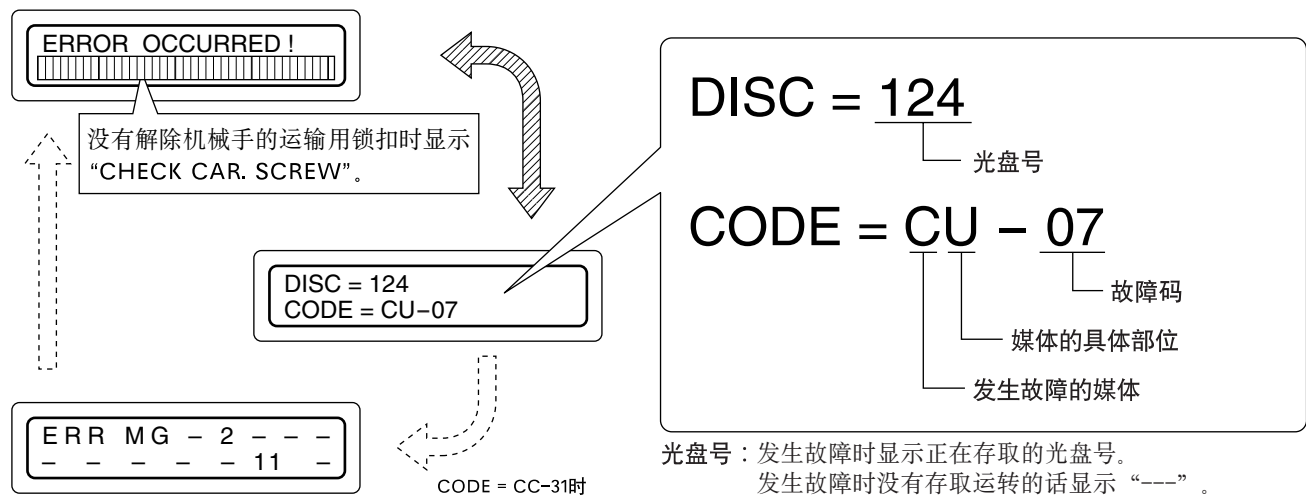 ERROR OCCURRED !
没有解除机械手的运输用锁扣时显示
“CHECK CAR. SCREW”。
DISC = 124
CODE = CU−07
ERR MG − 2 − − −
− − − − − 11 −
CODE = CC-31时
DISC = 124
光盘号
CODE = CU − 07
故障码
媒体的具体部位
发生故障的媒体
光盘号：发生故障时显示正在存取的光盘号。
发生故障时没有存取运转的话显示“---”。